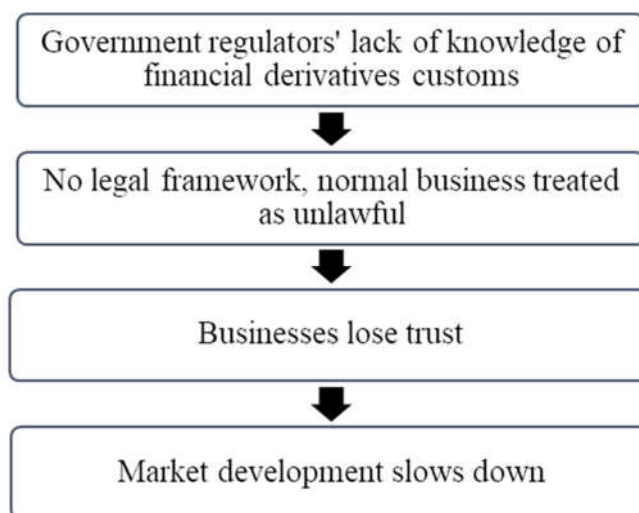 Government regulators' lack of knowledge of
financial derivatives customs
No legal framework, normal business treated
as unlawful
Businesses lose trust
Market development slows down